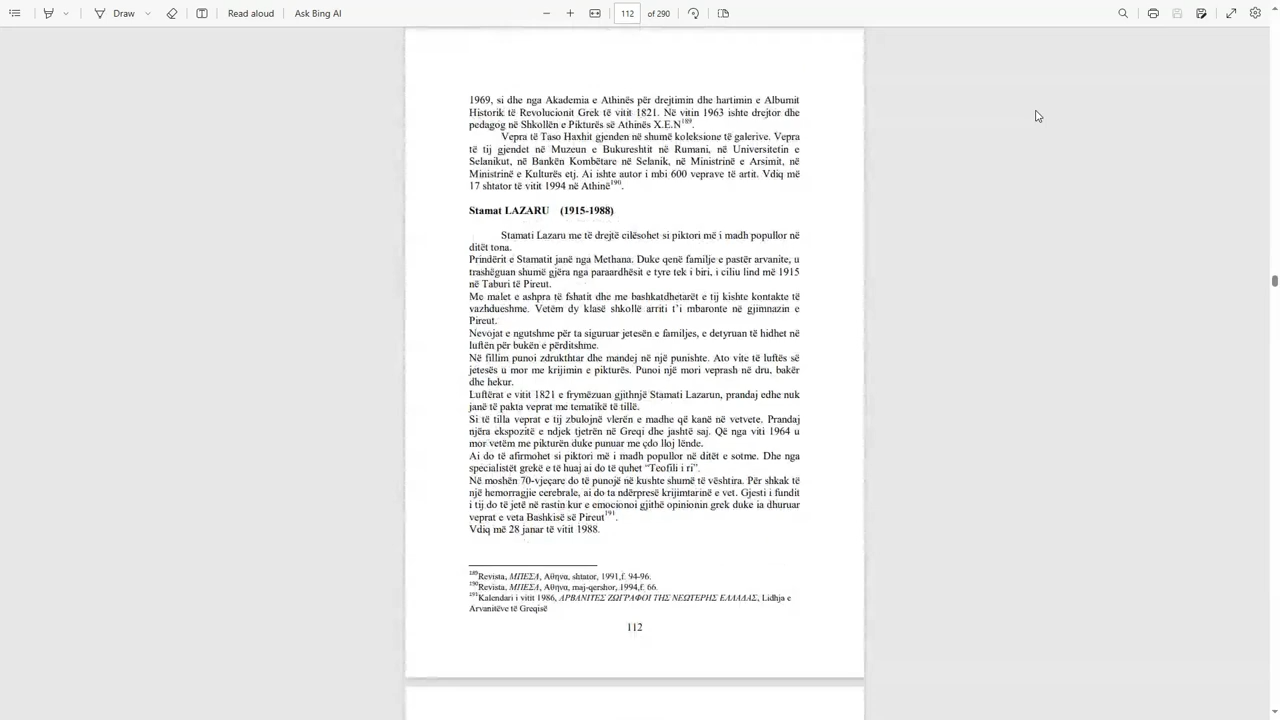 Draw
Read aloud
Ask Bing AI
112 of 290
1969, si dhe nga Akademia e Athinës për drejtimin dhe hartimin e Albumit
Historik të Revolucionit Grek të vitit 1821. Në vitin 1963 ishte drejtor dhe
pedagog në Shkollën e Pikturës së Athinës X.E.N189.
Vepra të Taso Haxhit gjenden në shumë koleksione të galerive. Vepra
të tij gjendet në Muzeun e Bukureshtit në Rumani, në Universitetin e
Selanikut, në Bankën Kombëtare në Selanik, në Ministrinë e Arsimit, në
Ministrinë e Kulturës etj. Ai ishte autor i mbi 600 veprave të artit. Vdiq më
17 shtator të vitit 1994 në Athinë190.
Stamat LAZARU (1915-1988)
Stamati Lazaru me të drejtë cilësohet si piktori më i madh popullor në
ditët tona.
Prindërit e Stamatit janë nga Methana. Duke qenë familje e pastër arvanite, u
trashëguan shumë gjëra nga paraardhësit e tyre tek i biri, i ciliu lind më 1915
në Taburi të Pireut.
Me malet e ashpra të fshatit dhe me bashkatdhetarët e tij kishte kontakte të
vazhdueshme. Vetëm dy klasë shkollë arriti t'i mbaronte në gjimnazin e
Pireut.
Nevojat e ngutshme për ta siguruar jetesën e familjes, e detyruan të hidhet në
luftën për bukën e përditshme.
Në fillim punoi zdrukthtar dhe mandej në një punishte. Ato vite të luftës së
jetesës u mor me krijimin e pikturës. Punoi një mori veprash në dru, bakër
dhe hekur.
Luftërat e vitit 1821 e frymëzuan gjithnjë Stamati Lazarun, prandaj edhe nuk
janë të pakta veprat me tematikë të tillë.
Si të tilla veprat e tij zbulojnë vlerën e madhe që kanë në vetvete. Prandaj
njëra ekspozitë e ndjek tjetrën në Greqi dhe jashtë saj. Që nga viti 1964 u
mor vetëm me pikturën duke punuar me çdo lloj lënde.
Ai do të afirmohet si piktori më i madh popullor në ditët e sotme. Dhe nga
specialistët grekë e të huaj ai do të quhet “Teofili i ri”.
Në moshën 70-vjeçare do të punojë në kushte shumë të vështira. Për shkak të
një hemorragjie cerebrale, ai do ta ndërpresë krijimtarinë e vet. Gjesti i fundit
i tij do të jetë në rastin kur e emocionoi gjithë opinionin grek duke ia dhuruar
veprat e veta Bashkisë së Pireut191.
Vdiq më 28 janar të vitit 1988.
189Revista, ΜΠΕΣΑ, Αθηνα, shtator, 1991,f. 94-96.
190Revista, ΜΠΕΣΑ, Αθηνα, maj-qershor, 1994,f. 66.
191Kalendari i vitit 1986, ΑΡΒΑΝΙΤΕΣ ΖΩΓΡΑΦΟΙ ΤΗΣ ΝΕΩΤΕΡΗΣ ΕΛΛΑΔΑΣ, Lidhja e
Arvanitëve të Greqisë
112